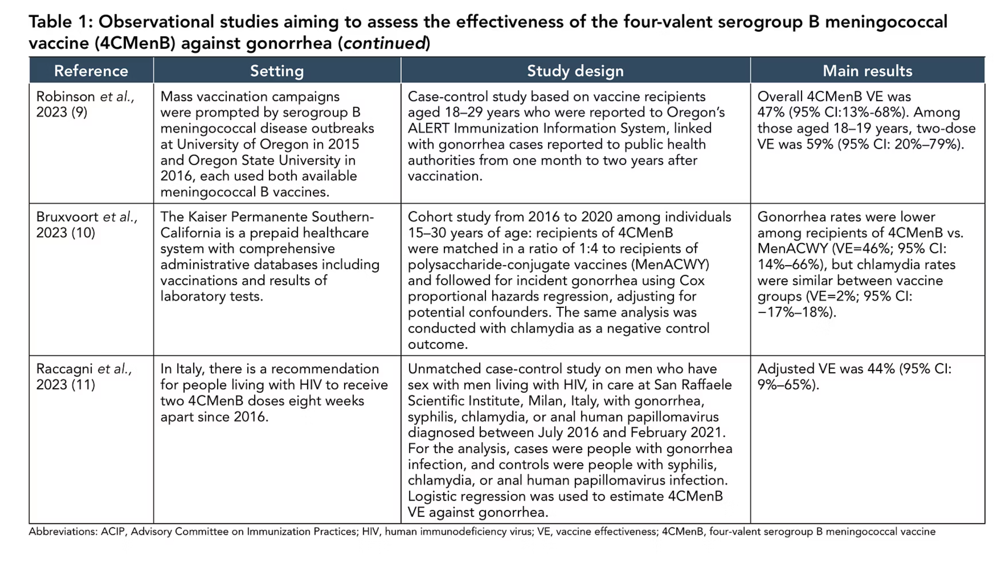 Table 1: Observational studies aiming to assess the effectiveness of the four-valent serogroup B meningococcal
vaccine (4CMenB) against gonorrhea (continued)
Reference
Setting
Study design
Main results
Robinson et al.,
2023 (9)
Mass vaccination campaigns
were prompted by serogroup B
meningococcal disease outbreaks
at University of Oregon in 2015
and Oregon State University in
2016, each used both available
meningococcal B vaccines.
Case-control study based on vaccine recipients
aged 18–29 years who were reported to Oregon’s
ALERT Immunization Information System, linked
with gonorrhea cases reported to public health
authorities from one month to two years after
vaccination.
Overall 4CMenB VE was
47% (95% CI:13%-68%). Among
those aged 18–19 years, two-dose
VE was 59% (95% CI: 20%–79%).
Bruxvoort et al.,
2023 (10)
The Kaiser Permanente Southern-
California is a prepaid healthcare
system with comprehensive
administrative databases including
vaccinations and results of
laboratory tests.
Cohort study from 2016 to 2020 among individuals
15–30 years of age: recipients of 4CMenB
were matched in a ratio of 1:4 to recipients of
polysaccharide-conjugate vaccines (MenACWY)
and followed for incident gonorrhea using Cox
proportional hazards regression, adjusting for
potential confounders. The same analysis was
conducted with chlamydia as a negative control
outcome.
Gonorrhea rates were lower
among recipients of 4CMenB vs.
MenACWY (VE=46%; 95% CI:
14%–66%), but chlamydia rates
were similar between vaccine
groups (VE=2%; 95% CI:
−17%–18%).
Raccagni et al.,
2023 (11)
In Italy, there is a recommendation
for people living with HIV to receive
two 4CMenB doses eight weeks
apart since 2016.
Unmatched case-control study on men who have
sex with men living with HIV, in care at San Raffaele
Scientific Institute, Milan, Italy, with gonorrhea,
syphilis, chlamydia, or anal human papillomavirus
diagnosed between July 2016 and February 2021.
For the analysis, cases were people with gonorrhea
infection, and controls were people with syphilis,
chlamydia, or anal human papillomavirus infection.
Logistic regression was used to estimate 4CMenB
VE against gonorrhea.
Adjusted VE was 44% (95% CI:
9%–65%).
Abbreviations: ACIP, Advisory Committee on Immunization Practices; HIV, human immunodeficiency virus; VE, vaccine effectiveness; 4CMenB, four-valent serogroup B meningococcal vaccine